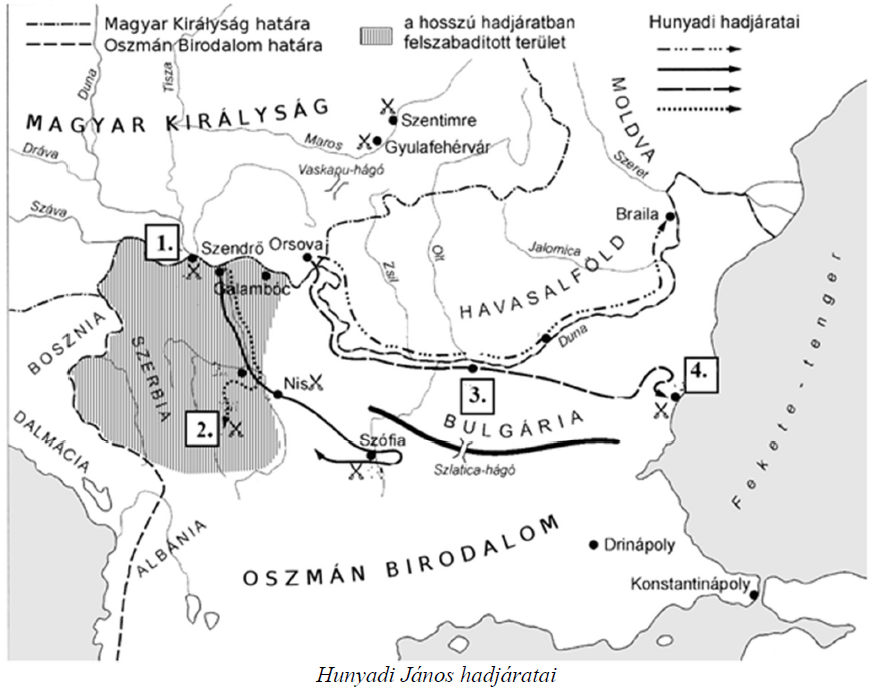 Magyar Királyság határa
Oszmán Birodalom határa
a hosszú hadjáratban
felszabadított terület
Hunyadi hadjáratai
Duna
Tisza
MAGYAR KIRÁLYSÁG
Szentimre
Maros
Gyulafehérvár
Vaskapu-hágó
MOLDVA
Szeret
Dráva
Száva
1.
Szendrő
Orsova
Galambóc
Braila
Zsil
Olt
Jalomica
HAVASALFÖLD
Duna
BOSZNIA
SZERBIA
Nis
3.
4.
2.
BULGÁRIA
DALMÁCIA
Szófia
Szlatica-hágó
Fekete-tenger
ALBÁNIA
OSZMÁN BIRODALOM
Drinápoly
Konstantinápoly
Hunyadi János hadjáratai